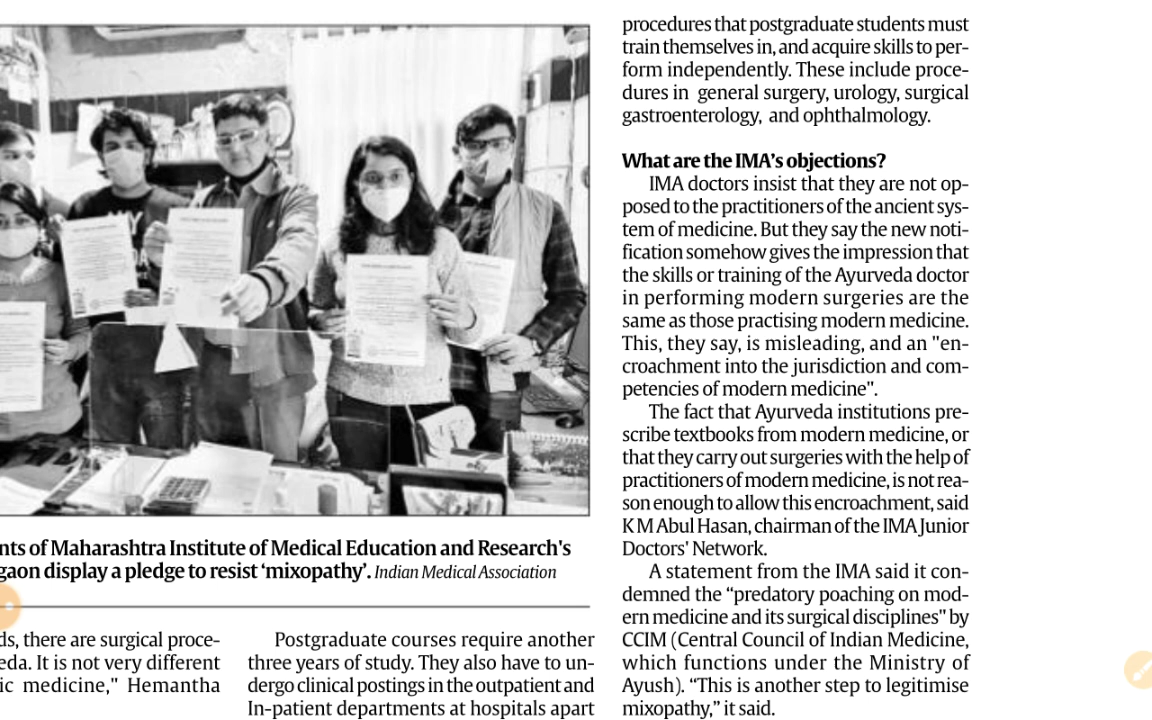 nts of Maharashtra Institute of Medical Education and Research's
gaon display a pledge to resist ‘mixopathy’. Indian Medical Association
ds, there are surgical proce-
eda. It is not very different
ic medicine," Hemantha
Postgraduate courses require another
three years of study. They also have to un-
dergo clinical postings in the outpatient and
In-patient departments at hospitals apart
procedures that postgraduate students must
train themselves in, and acquire skills to per-
form independently. These include proce-
dures in general surgery, urology, surgical
gastroenterology, and ophthalmology.
What are the IMA’s objections?
IMA doctors insist that they are not op-
posed to the practitioners of the ancient sys-
tem of medicine. But they say the new noti-
fication somehow gives the impression that
the skills or training of the Ayurveda doctor
in performing modern surgeries are the
same as those practising modern medicine.
This, they say, is misleading, and an "en-
croachment into the jurisdiction and com-
petencies of modern medicine".
The fact that Ayurveda institutions pre-
scribe textbooks from modern medicine, or
that they carry out surgeries with the help of
practitioners of modern medicine, is not rea-
son enough to allow this encroachment, said
K M Abul Hasan, chairman of the IMA Junior
Doctors' Network.
A statement from the IMA said it con-
demned the “predatory poaching on mod-
ern medicine and its surgical disciplines" by
CCIM (Central Council of Indian Medicine,
which functions under the Ministry of
Ayush). “This is another step to legitimise
mixopathy,” it said.